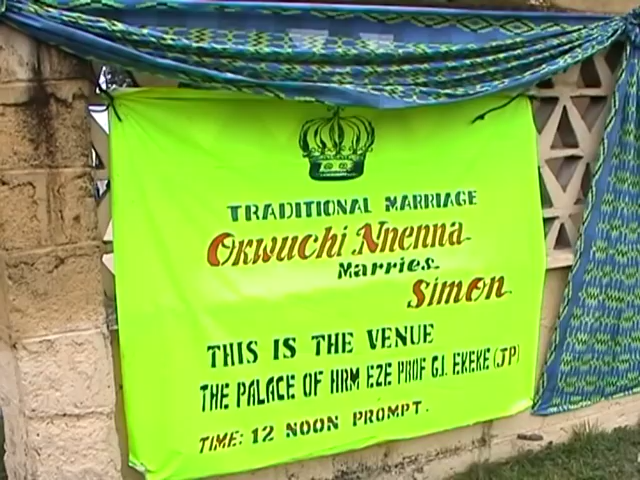 TRADITIONAL MARRIAGE
Okwuchi Nnenna
Marries.
Simon
THIS IS THE VENUE
THE PALACE OF HRM EZE PROF G.I. EKEKE (JP)
TIME: 12 NOON PROMPT.